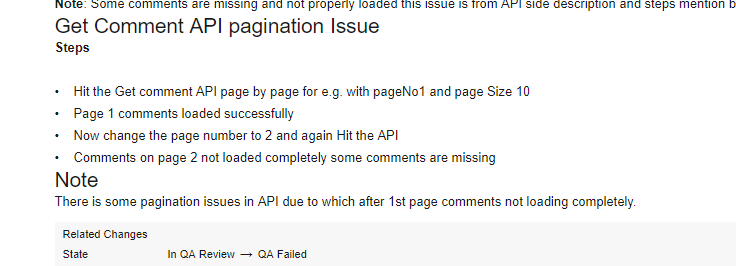 Note: Some comments are missing and not properly loaded this issue is from API side description and steps mention b
Get Comment API pagination Issue
Steps
• Hit the Get comment API page by page for e.g. with pageNo1 and page Size 10
• Page 1 comments loaded successfully
• Now change the page number to 2 and again Hit the API
• Comments on page 2 not loaded completely some comments are missing
Note
There is some pagination issues in API due to which after 1st page comments not loading completely.
Related Changes
State In QA Review → QA Failed